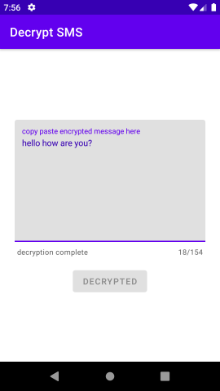 7:56
Decrypt SMS
copy paste encrypted message here
hello how are you?
decryption complete 18/154
DECRYPTED